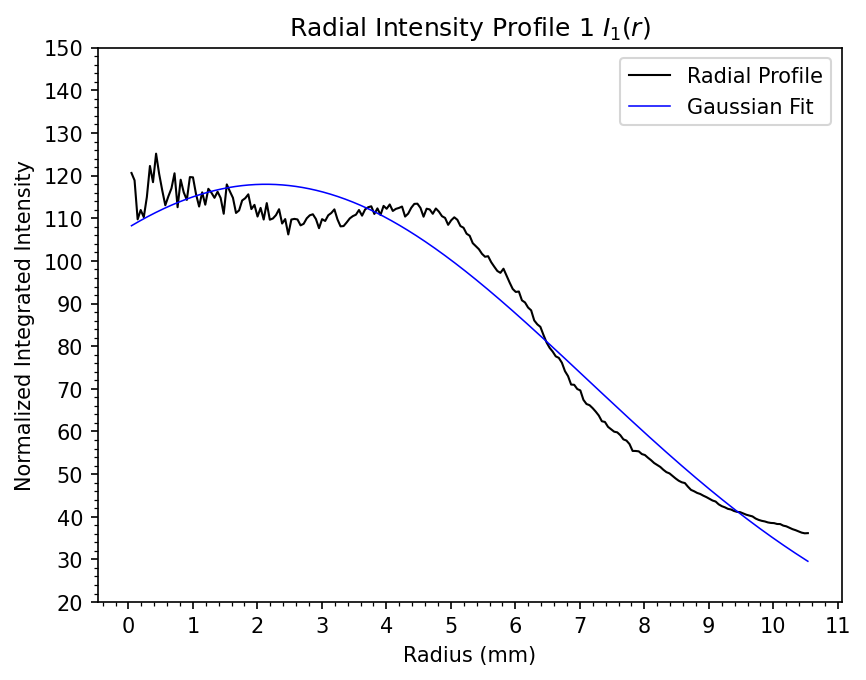 Radial Intensity Profile 1 I₁(r)
Radial Profile
Gaussian Fit
Normalized Integrated Intensity
150
140
130
120
110
100
90
80
70
60
50
40
30
20
0 1 2 3 4 5 6 7 8 9 10 11
Radius (mm)